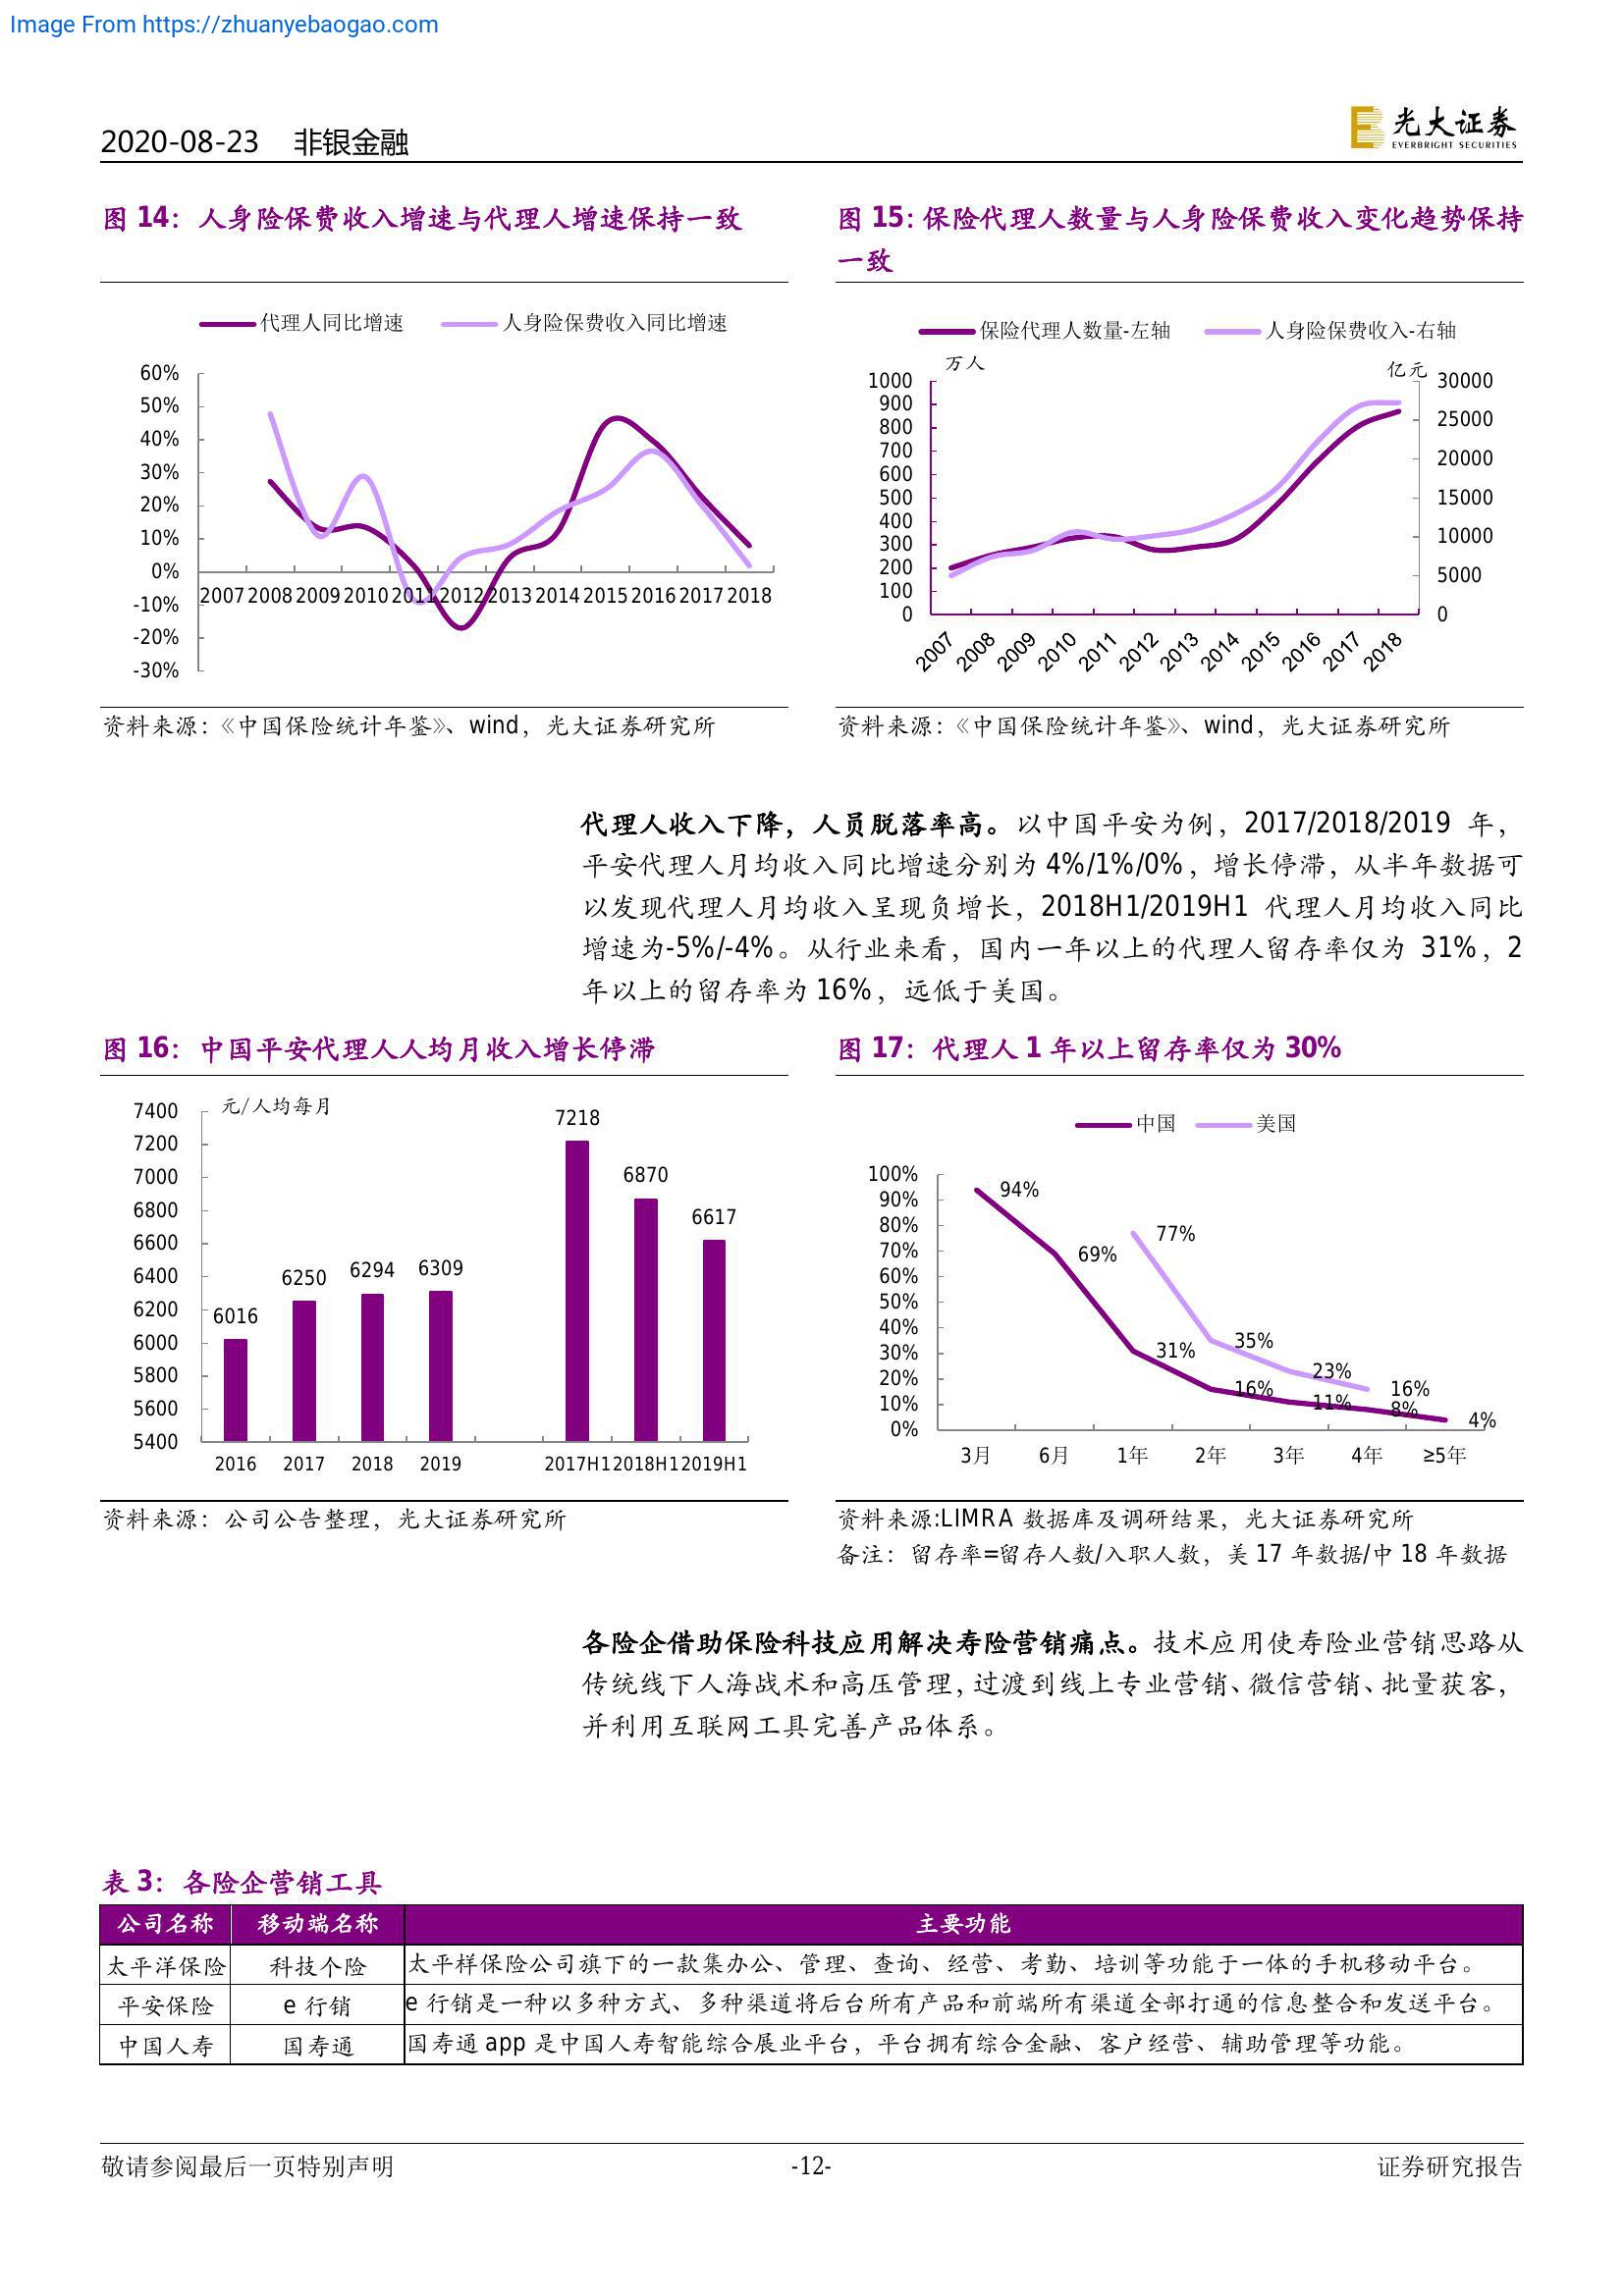 Image From https://zhuanyebaogao.com
2020-08-23 非银金融
光大证券
EVERBRIGHT SECURITIES
图 14：人身险保费收入增速与代理人增速保持一致
代理人同比增速 人身险保费收入同比增速
60%
50%
40%
30%
20%
10%
0%
-10%
-20%
-30%
2007 2008 2009 2010 2011 2012 2013 2014 2015 2016 2017 2018
资料来源：《中国保险统计年鉴》、wind，光大证券研究所
图 15：保险代理人数量与人身险保费收入变化趋势保持
一致
保险代理人数量-左轴 人身险保费收入-右轴
万人
亿元
1000
900
800
700
600
500
400
300
200
100
0
30000
25000
20000
15000
10000
5000
0
2007 2008 2009 2010 2011 2012 2013 2014 2015 2016 2017 2018
资料来源：《中国保险统计年鉴》、wind，光大证券研究所
代理人收入下降，人员脱落率高。以中国平安为例，2017/2018/2019 年，
平安代理人月均收入同比增速分别为 4%/1%/0%，增长停滞，从半年数据可
以发现代理人月均收入呈现负增长，2018H1/2019H1 代理人月均收入同比
增速为-5%/-4%。从行业来看，国内一年以上的代理人留存率仅为 31%，2
年以上的留存率为 16%，远低于美国。
图 16：中国平安代理人人均月收入增长停滞
元/人均每月
7400
7200
7000
6800
6600
6400
6200
6000
5800
5600
5400
6016 6250 6294 6309 7218 6870 6617
2016 2017 2018 2019 2017H1 2018H1 2019H1
资料来源：公司公告整理，光大证券研究所
图 17：代理人 1 年以上留存率仅为 30%
中国 美国
100%
90%
80%
70%
60%
50%
40%
30%
20%
10%
0%
94% 69% 31% 16% 11% 8% 4%
77% 35% 23% 16%
3月 6月 1年 2年 3年 4年 ≥5年
资料来源:LIMRA 数据库及调研结果，光大证券研究所
备注：留存率=留存人数/入职人数，美 17 年数据/中 18 年数据
各险企借助保险科技应用解决寿险营销痛点。技术应用使寿险业营销思路从
传统线下人海战术和高压管理，过渡到线上专业营销、微信营销、批量获客，
并利用互联网工具完善产品体系。
表 3：各险企营销工具
公司名称 移动端名称 主要功能
太平洋保险 科技个险 太平样保险公司旗下的一款集办公、管理、查询、经营、考勤、培训等功能于一体的手机移动平台。
平安保险 e 行销 e 行销是一种以多种方式、多种渠道将后台所有产品和前端所有渠道全部打通的信息整合和发送平台。
中国人寿 国寿通 国寿通 app 是中国人寿智能综合展业平台，平台拥有综合金融、客户经营、辅助管理等功能。
敬请参阅最后一页特别声明 -12- 证券研究报告